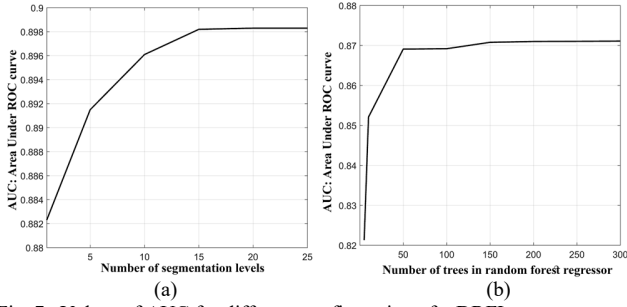 (a)
0.9
0.898
0.896
0.894
0.892
0.89
0.888
0.886
0.884
0.882
0.88
AUC: Area Under ROC curve
5 10 15 20 25
Number of segmentation levels
(a)
(b)
0.88
0.87
0.86
0.85
0.84
0.83
0.82
AUC: Area Under ROC curve
50 100 150 200 250 300
Number of trees in random forest regressor
(b)